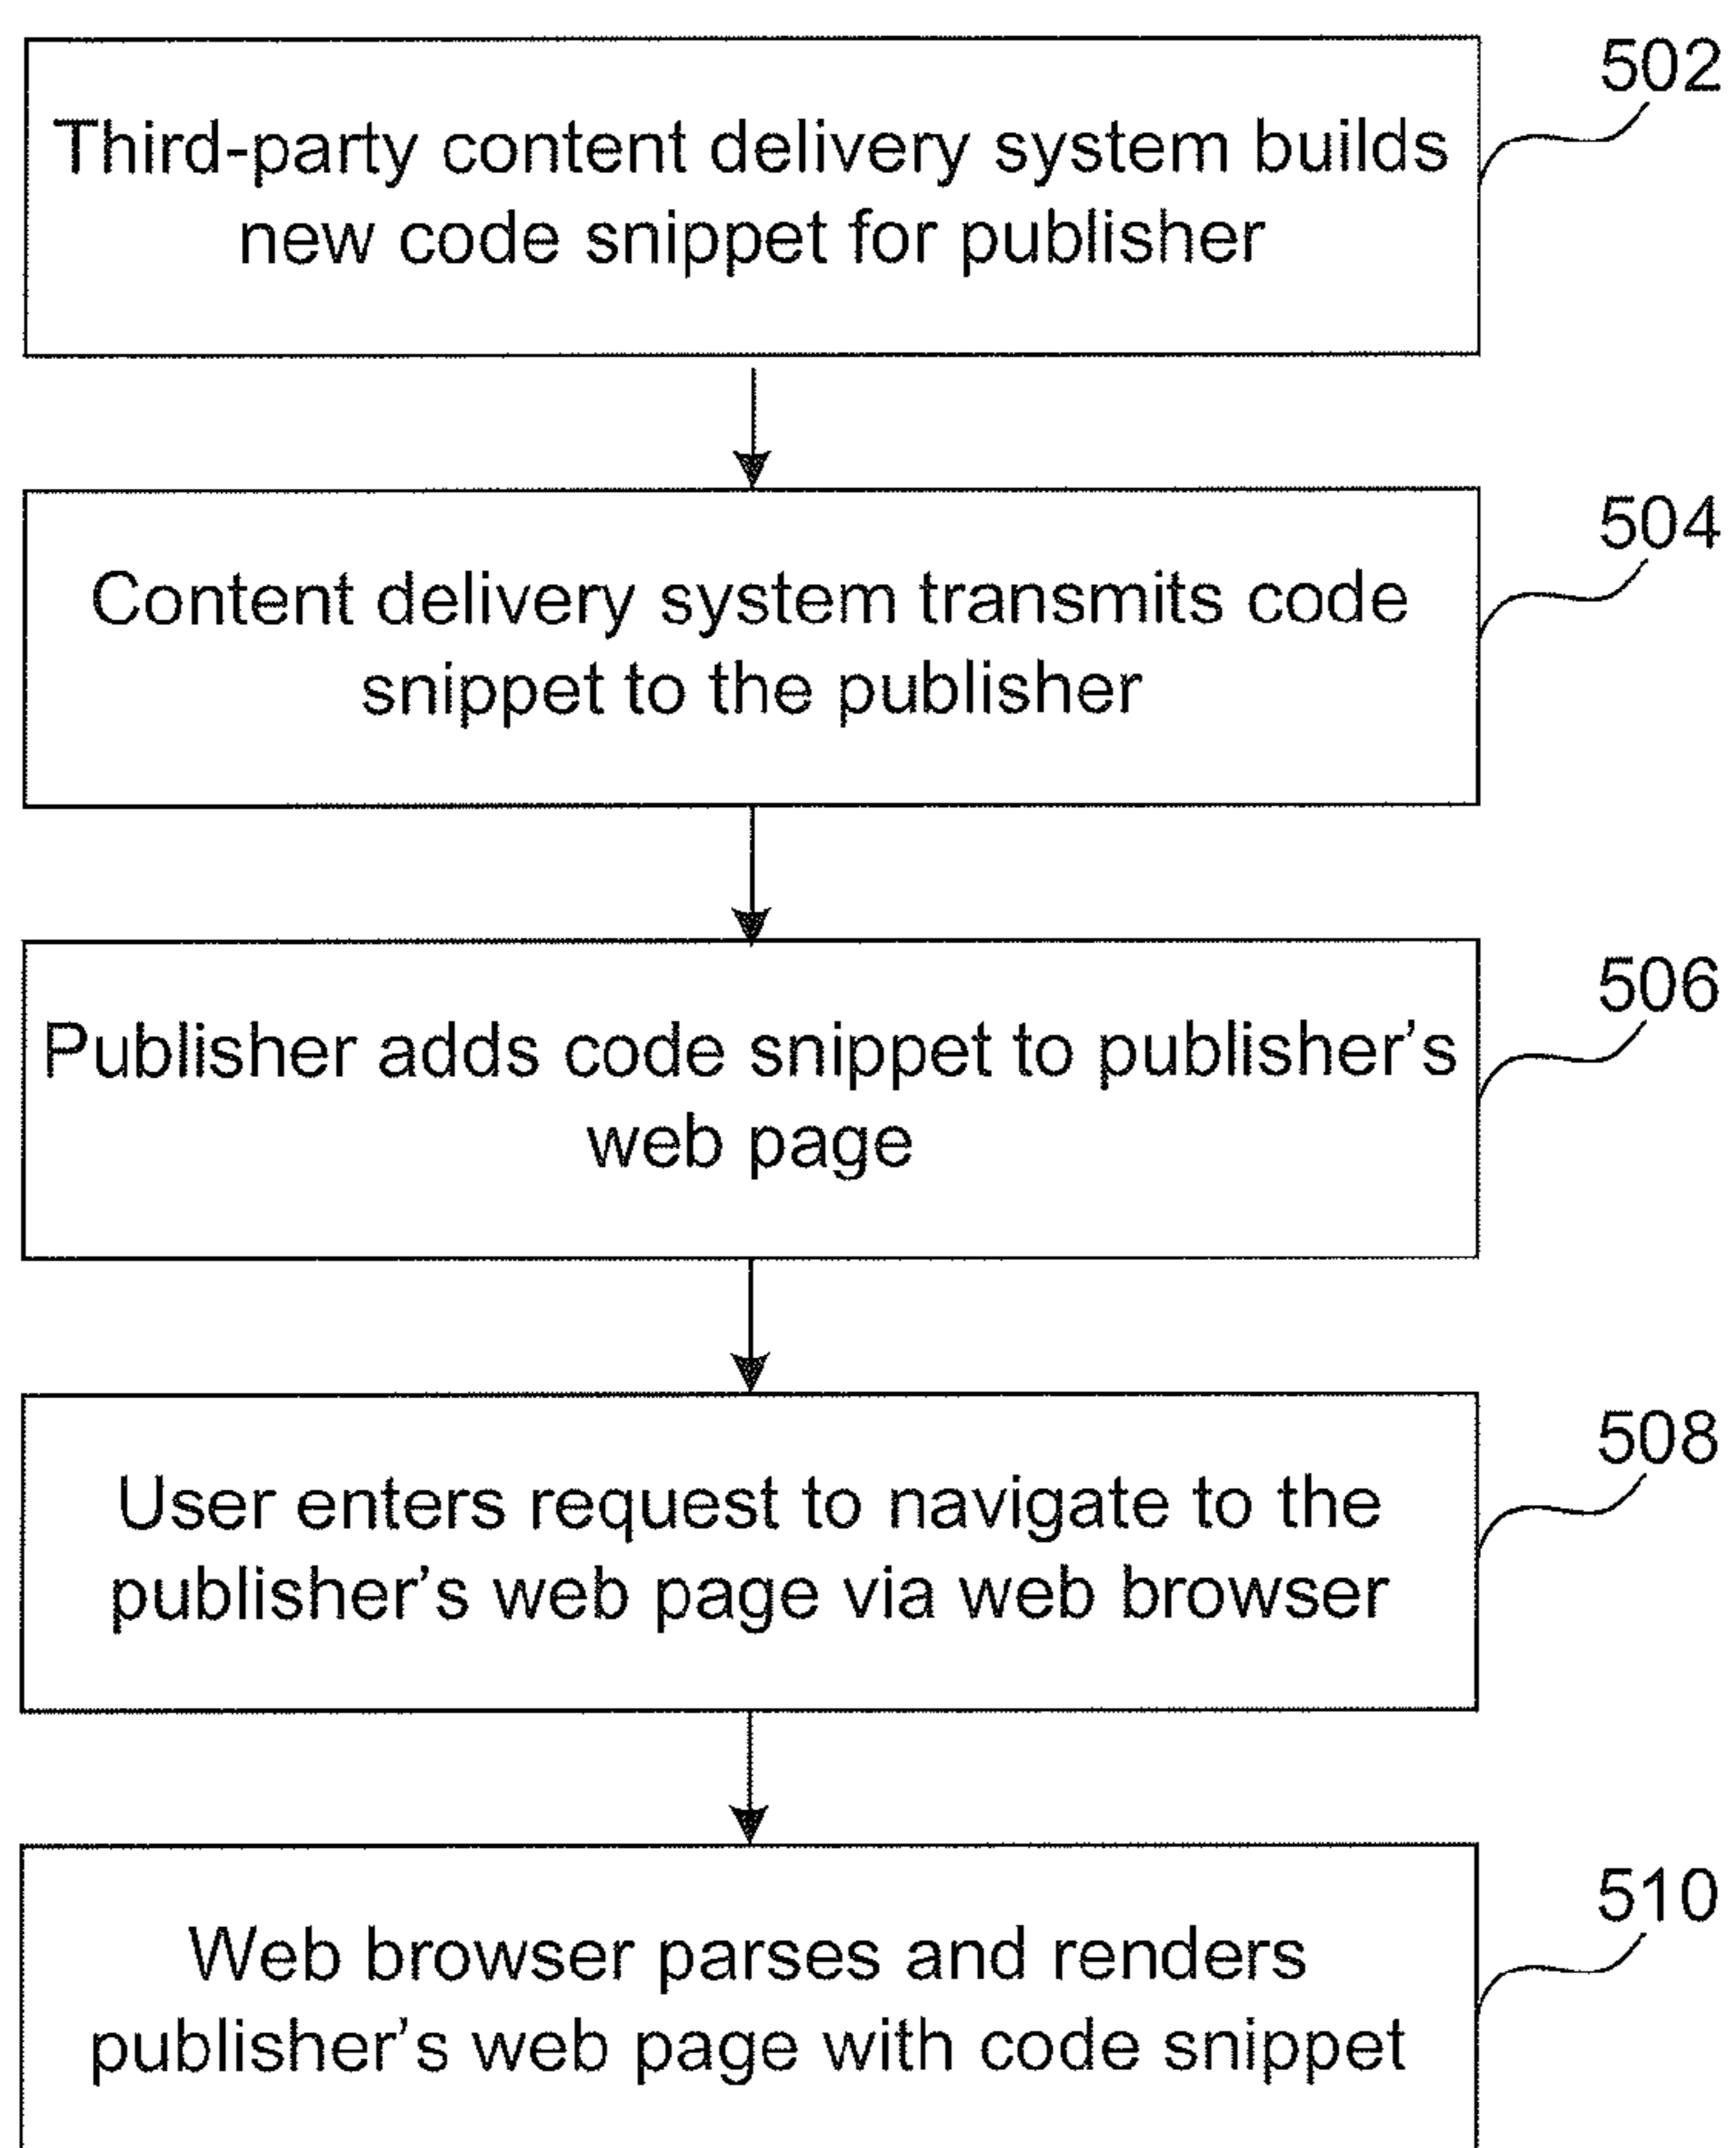 502
Third-party content delivery system builds
new code snippet for publisher
504
Content delivery system transmits code
snippet to the publisher
506
Publisher adds code snippet to publisher’s
web page
508
User enters request to navigate to the
publisher’s web page via web browser
510
Web browser parses and renders
publisher’s web page with code snippet